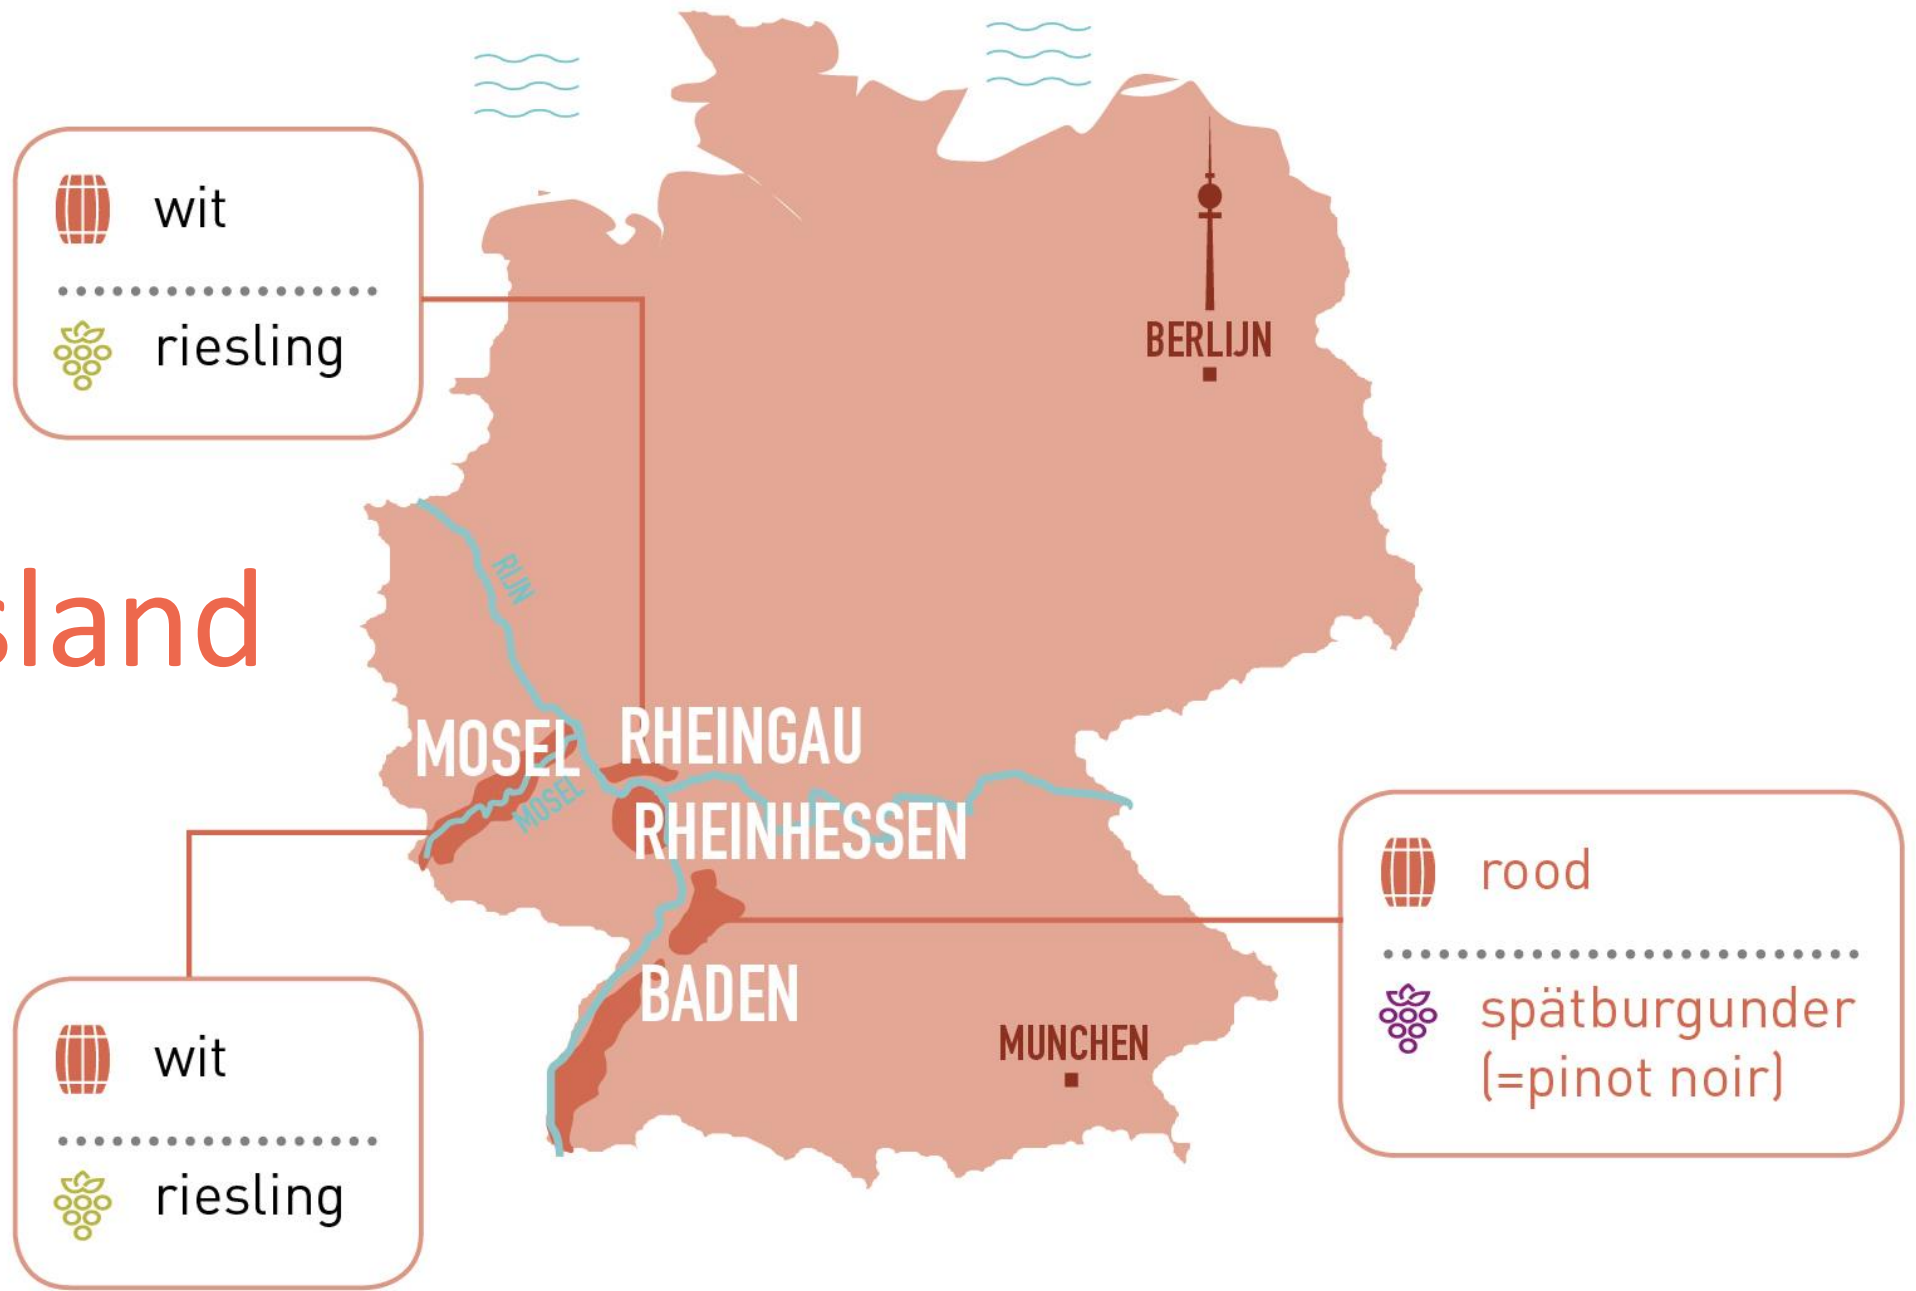 wit
riesling
BERLIJN
RIJN
sland
MOSEL
RHEINGAU
MOSEL
RHEINHESSEN
rood
spätburgunder
(=pinot noir)
BADEN
MUNCHEN
wit
riesling